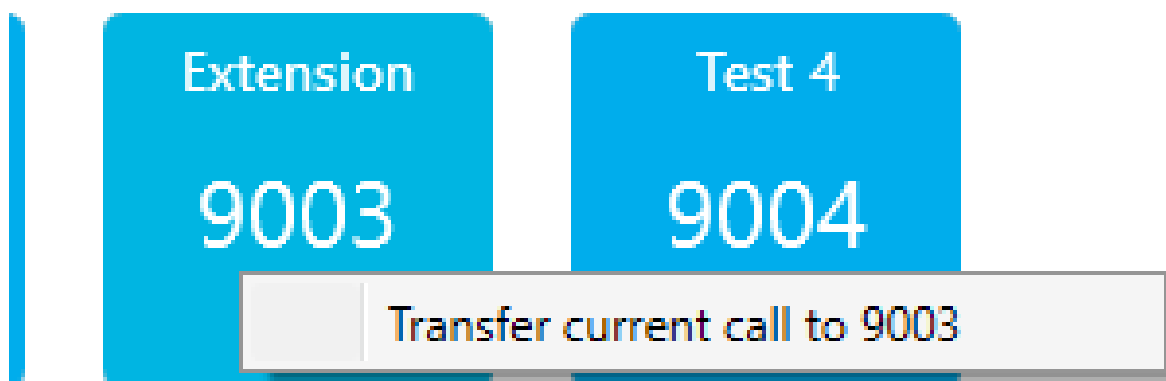 Extension
9003
Test 4
9004
Transfer current call to 9003